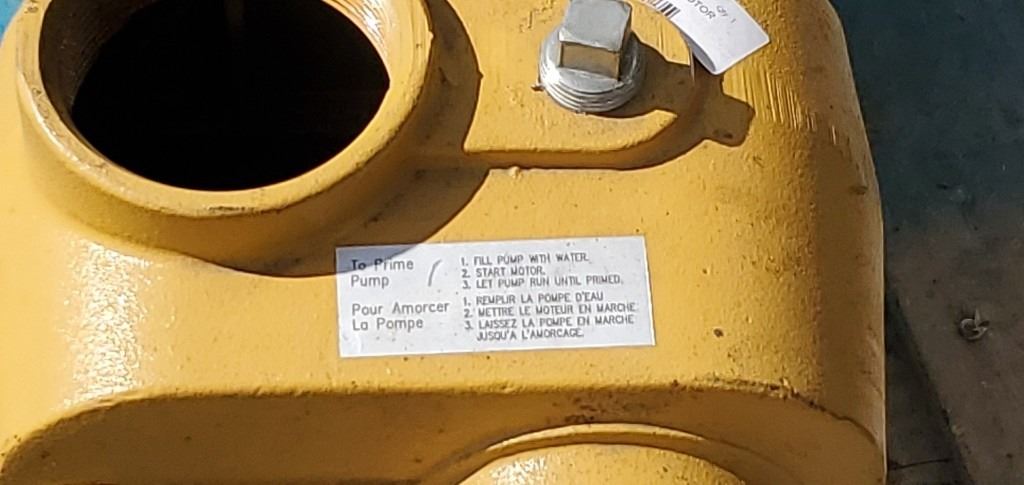 Qty 1
To Prime
Pump
1. FILL PUMP WITH WATER.
2. START MOTOR.
3. LET PUMP RUN UNTIL PRIMED.
Pour Amorcer
La Pompe
1. REMPLIR LA POMPE D'EAU
2. METTRE LE MOTEUR EN MARCHE
3. LAISSEZ LA POMPE EN MARCHE
JUSQU'A L'AMORCAGE.